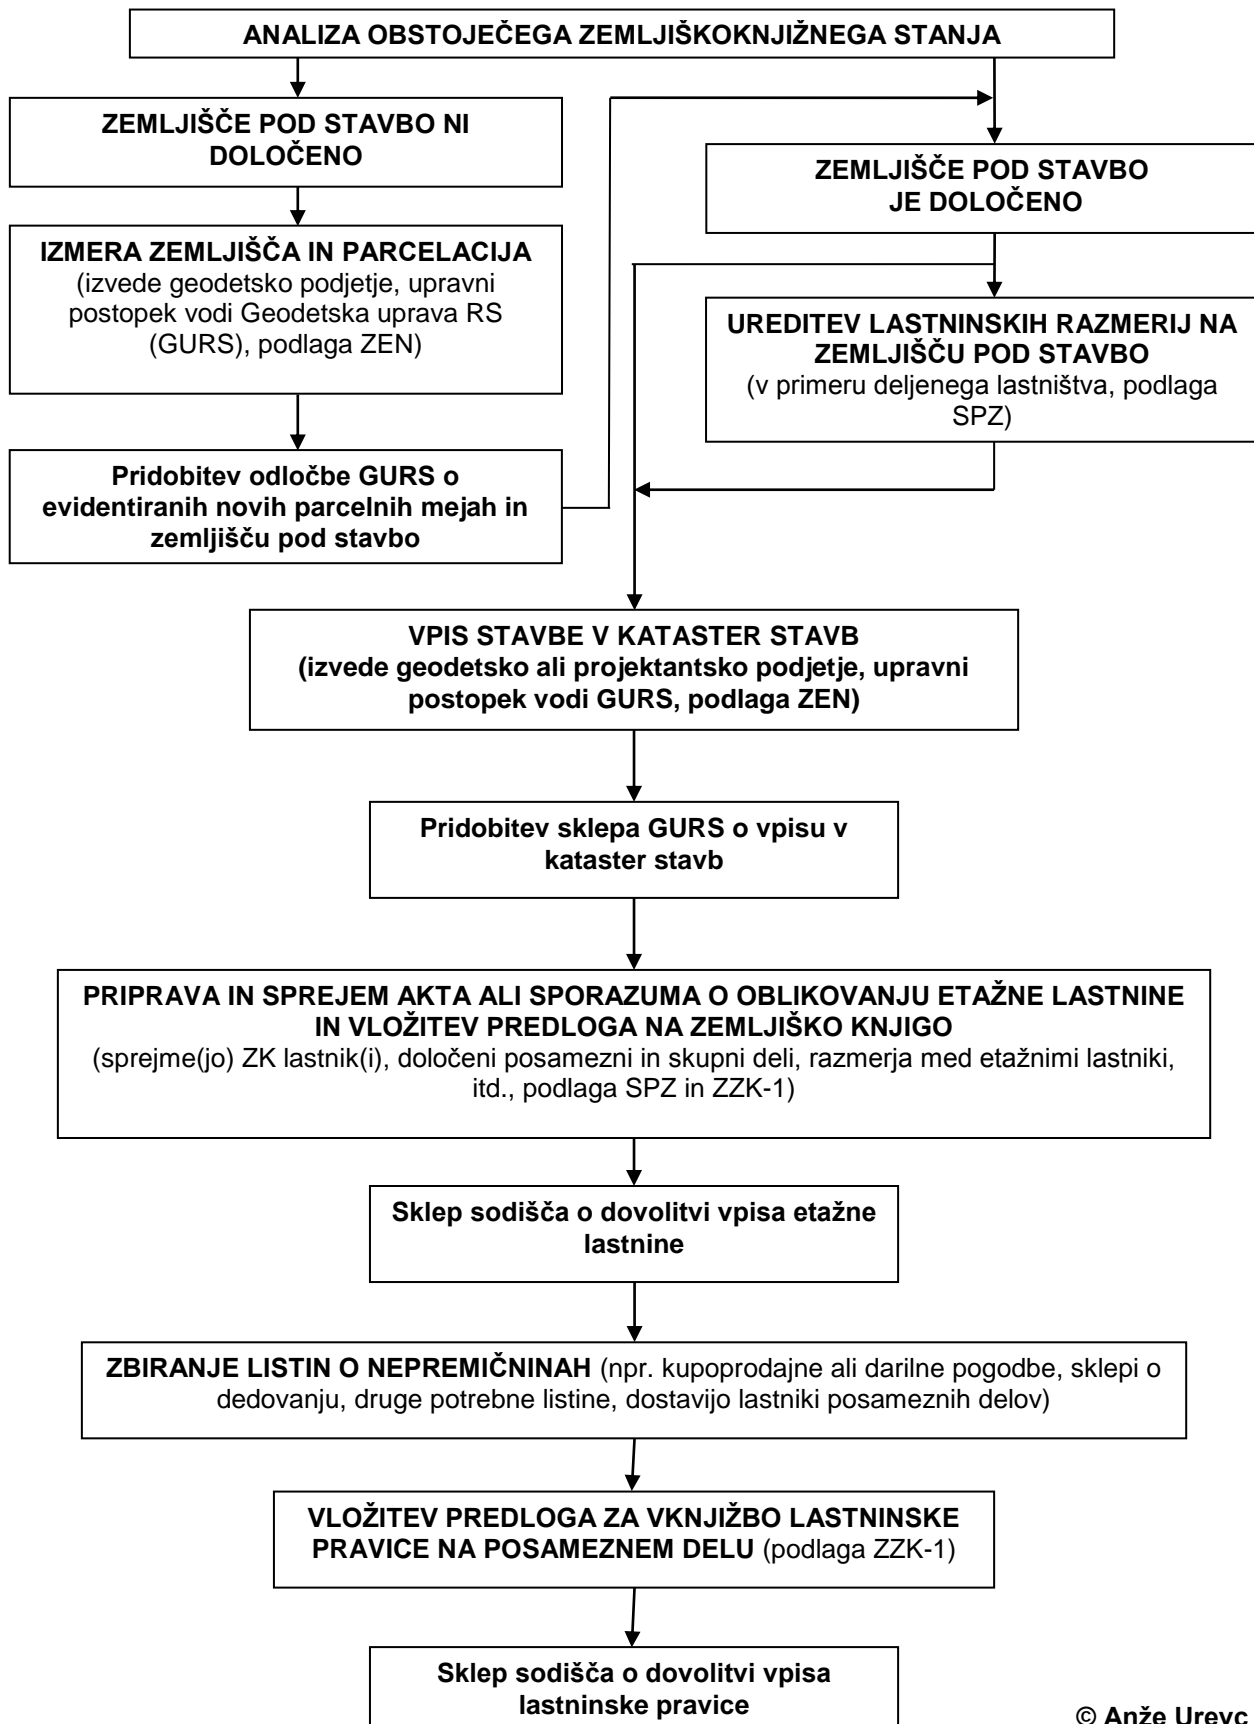 ANALIZA OBSTOJEČEGA ZEMLJIŠKOKNJIŽNEGA STANJA
ZEMLJIŠČE POD STAVBO NI
DOLOČENO
IZMERA ZEMLJIŠČA IN PARCELACIJA
(izvede geodetsko podjetje, upravni
postopek vodi Geodetska uprava RS
(GURS), podlaga ZEN)
Pridobitev odločbe GURS o
evidentiranih novih parcelnih mejah in
zemljišču pod stavbo
ZEMLJIŠČE POD STAVBO
JE DOLOČENO
UREDITEV LASTNINSKIH RAZMERIJ NA
ZEMLJIŠČU POD STAVBO
(v primeru deljenega lastništva, podlaga
SPZ)
VPIS STAVBE V KATASTER STAVB
(izvede geodetsko ali projektantsko podjetje, upravni
postopek vodi GURS, podlaga ZEN)
Pridobitev sklepa GURS o vpisu v
kataster stavb
PRIPRAVA IN SPREJEM AKTA ALI SPORAZUMA O OBLIKOVANJU ETAŽNE LASTNINE
IN VLOŽITEV PREDLOGA NA ZEMLJIŠKO KNJIGO
(sprejme(jo) ZK lastnik(i), določeni posamezni in skupni deli, razmerja med etažnimi lastniki,
itd., podlaga SPZ in ZZK-1)
Sklep sodišča o dovolitvi vpisa etažne
lastnine
ZBIRANJE LISTIN O NEPREMIČNINAH (npr. kupoprodajne ali darilne pogodbe, sklepi o
dedovanju, druge potrebne listine, dostavijo lastniki posameznih delov)
VLOŽITEV PREDLOGA ZA VKNJIŽBO LASTNINSKE
PRAVICE NA POSAMEZNEM DELU (podlaga ZZK-1)
Sklep sodišča o dovolitvi vpisa
lastninske pravice
© Anže Urevc